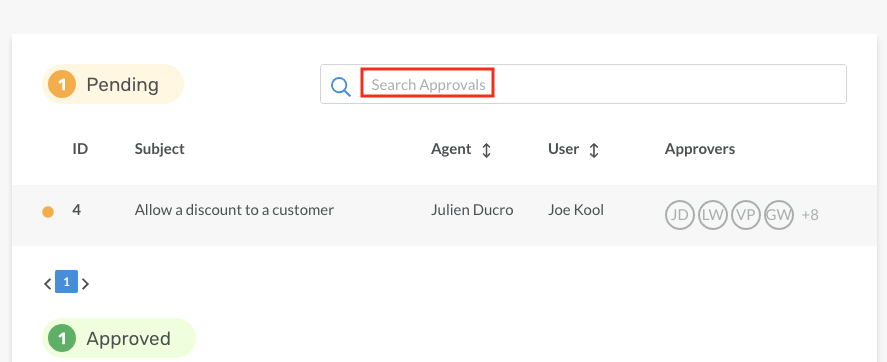 1 Pending
Search Approvals
ID Subject Agent User Approvers
4 Allow a discount to a customer Julien Ducro Joe Kool JD LW VP GW +8
1
1 Approved